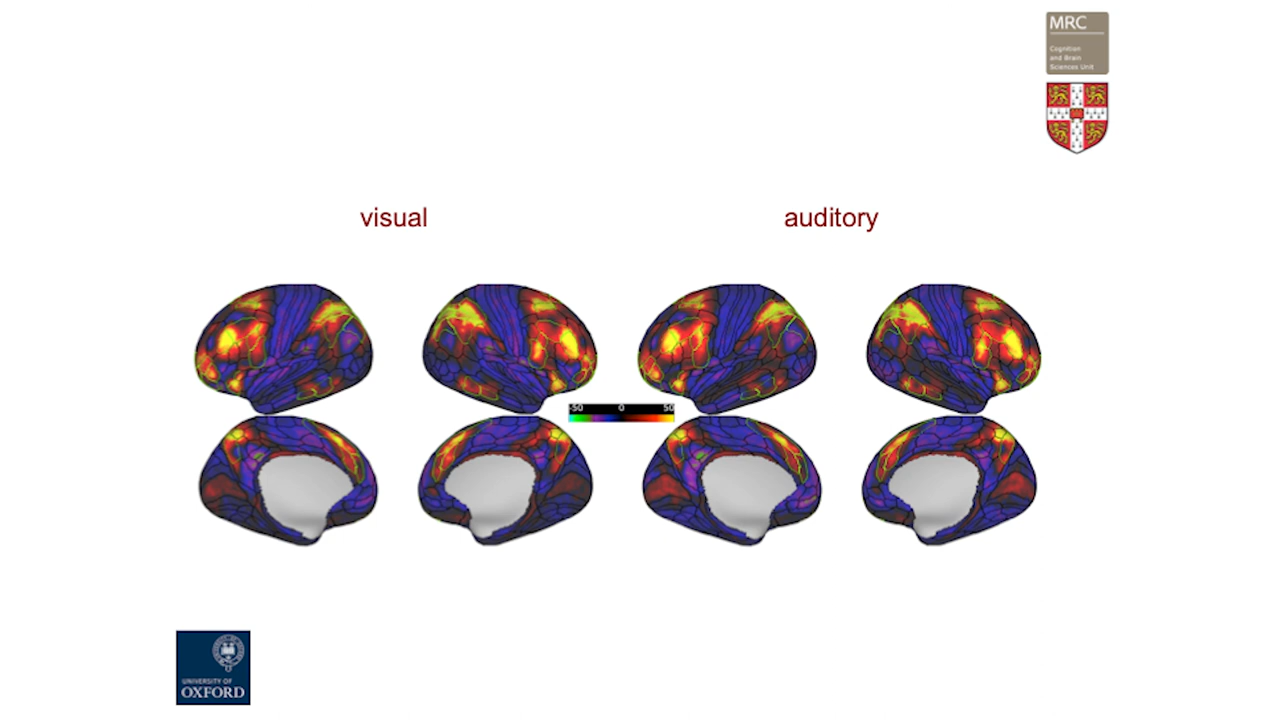 MRC
Cognition
and Brain
Sciences Unit
visual
auditory
-50 0 50
UNIVERSITY OF
OXFORD